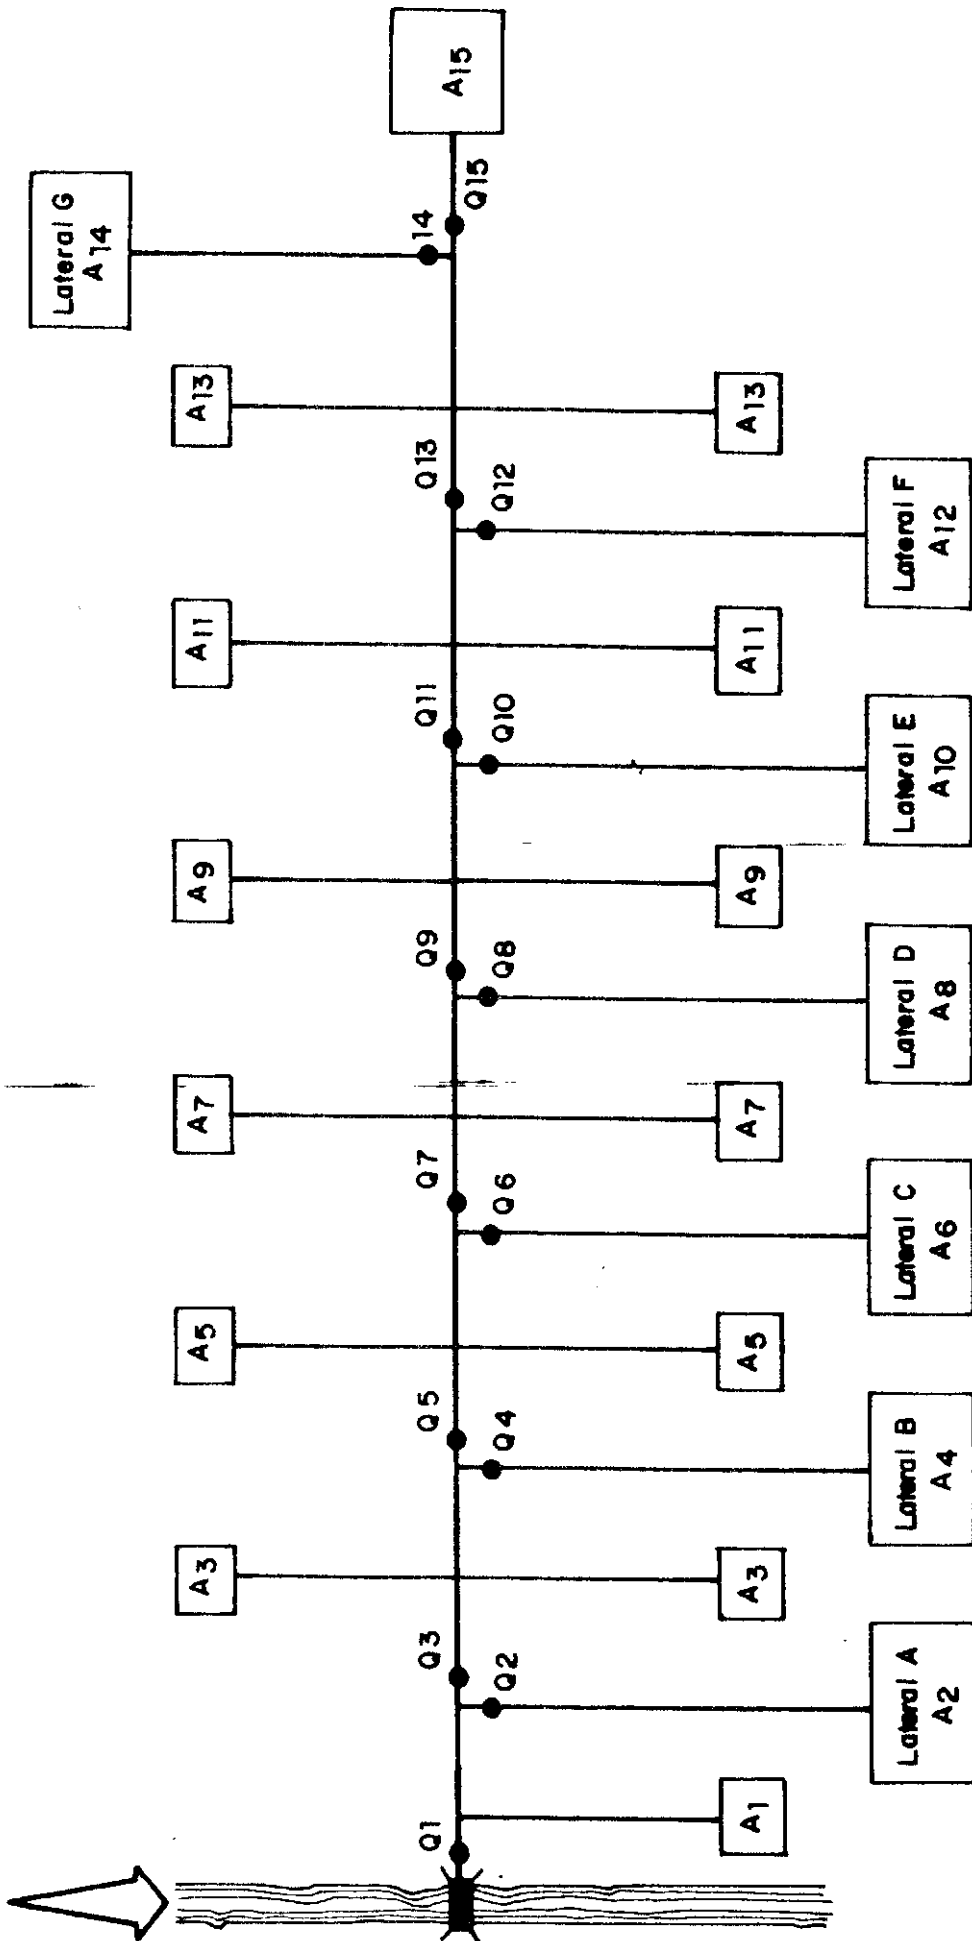 Lateral G
A14
A15
14
Q15
A13
A13
Q13
Q12
Lateral F
A12
A11
A11
Q11
Q10
Lateral E
A10
A9
A9
Q9
Q8
Lateral D
A8
A7
A7
Q7
Q6
Lateral C
A6
A5
A5
Q5
Q4
Lateral B
A4
A3
A3
Q3
Q2
Lateral A
A2
A1
Q1